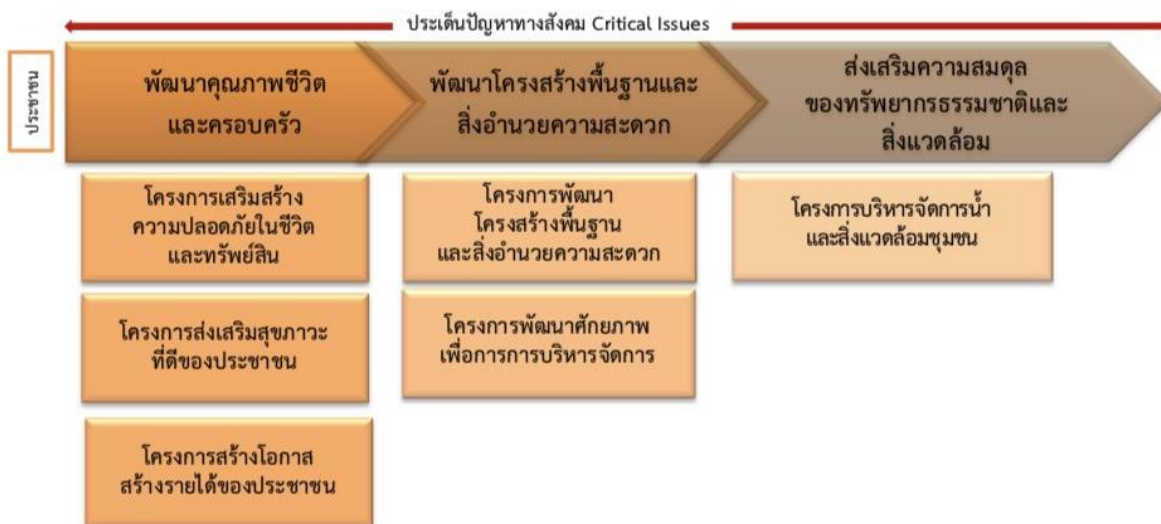 ประเด็นปัญหาทางสังคม Critical Issues
ประชาชน
พัฒนาคุณภาพชีวิต
และครอบครัว
พัฒนาโครงสร้างพื้นฐานและ
สิ่งอำนวยความสะดวก
ส่งเสริมความสมดุล
ของทรัพยากรธรรมชาติและ
สิ่งแวดล้อม
โครงการเสริมสร้าง
ความปลอดภัยในชีวิต
และทรัพย์สิน
โครงการส่งเสริมสุขภาวะ
ที่ดีของประชาชน
โครงการสร้างโอกาส
สร้างรายได้ของประชาชน
โครงการพัฒนา
โครงสร้างพื้นฐาน
และสิ่งอำนวยความสะดวก
โครงการพัฒนาศักยภาพ
เพื่อการการบริหารจัดการ
โครงการบริหารจัดการน้ำ
และสิ่งแวดล้อมชุมชน